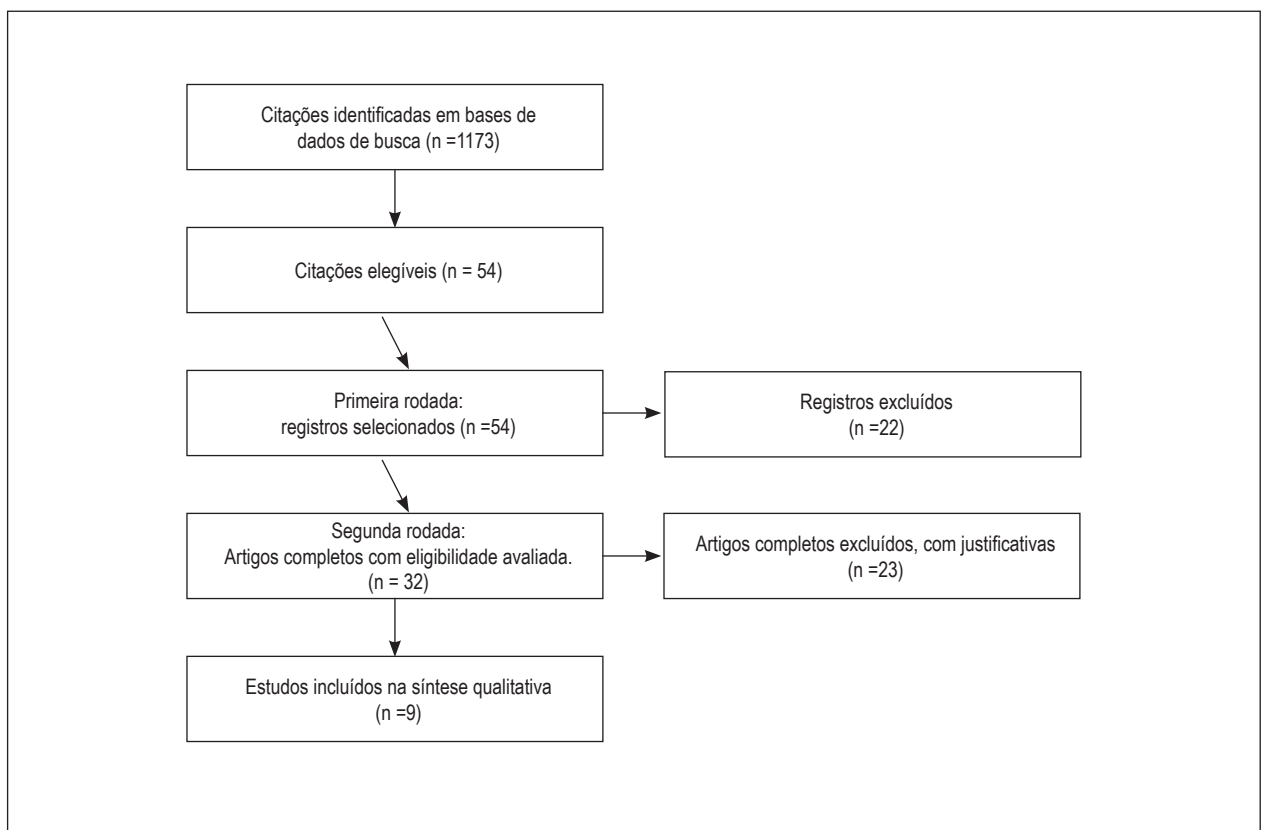 Citações identificadas em bases de
dados de busca (n =1173)
Citações elegíveis (n = 54)
Primeira rodada:
registros selecionados (n =54)
Registros excluídos
(n =22)
Segunda rodada:
Artigos completos com eligibilidade avaliada.
(n = 32)
Artigos completos excluídos, com justificativas
(n =23)
Estudos incluídos na síntese qualitativa
(n =9)